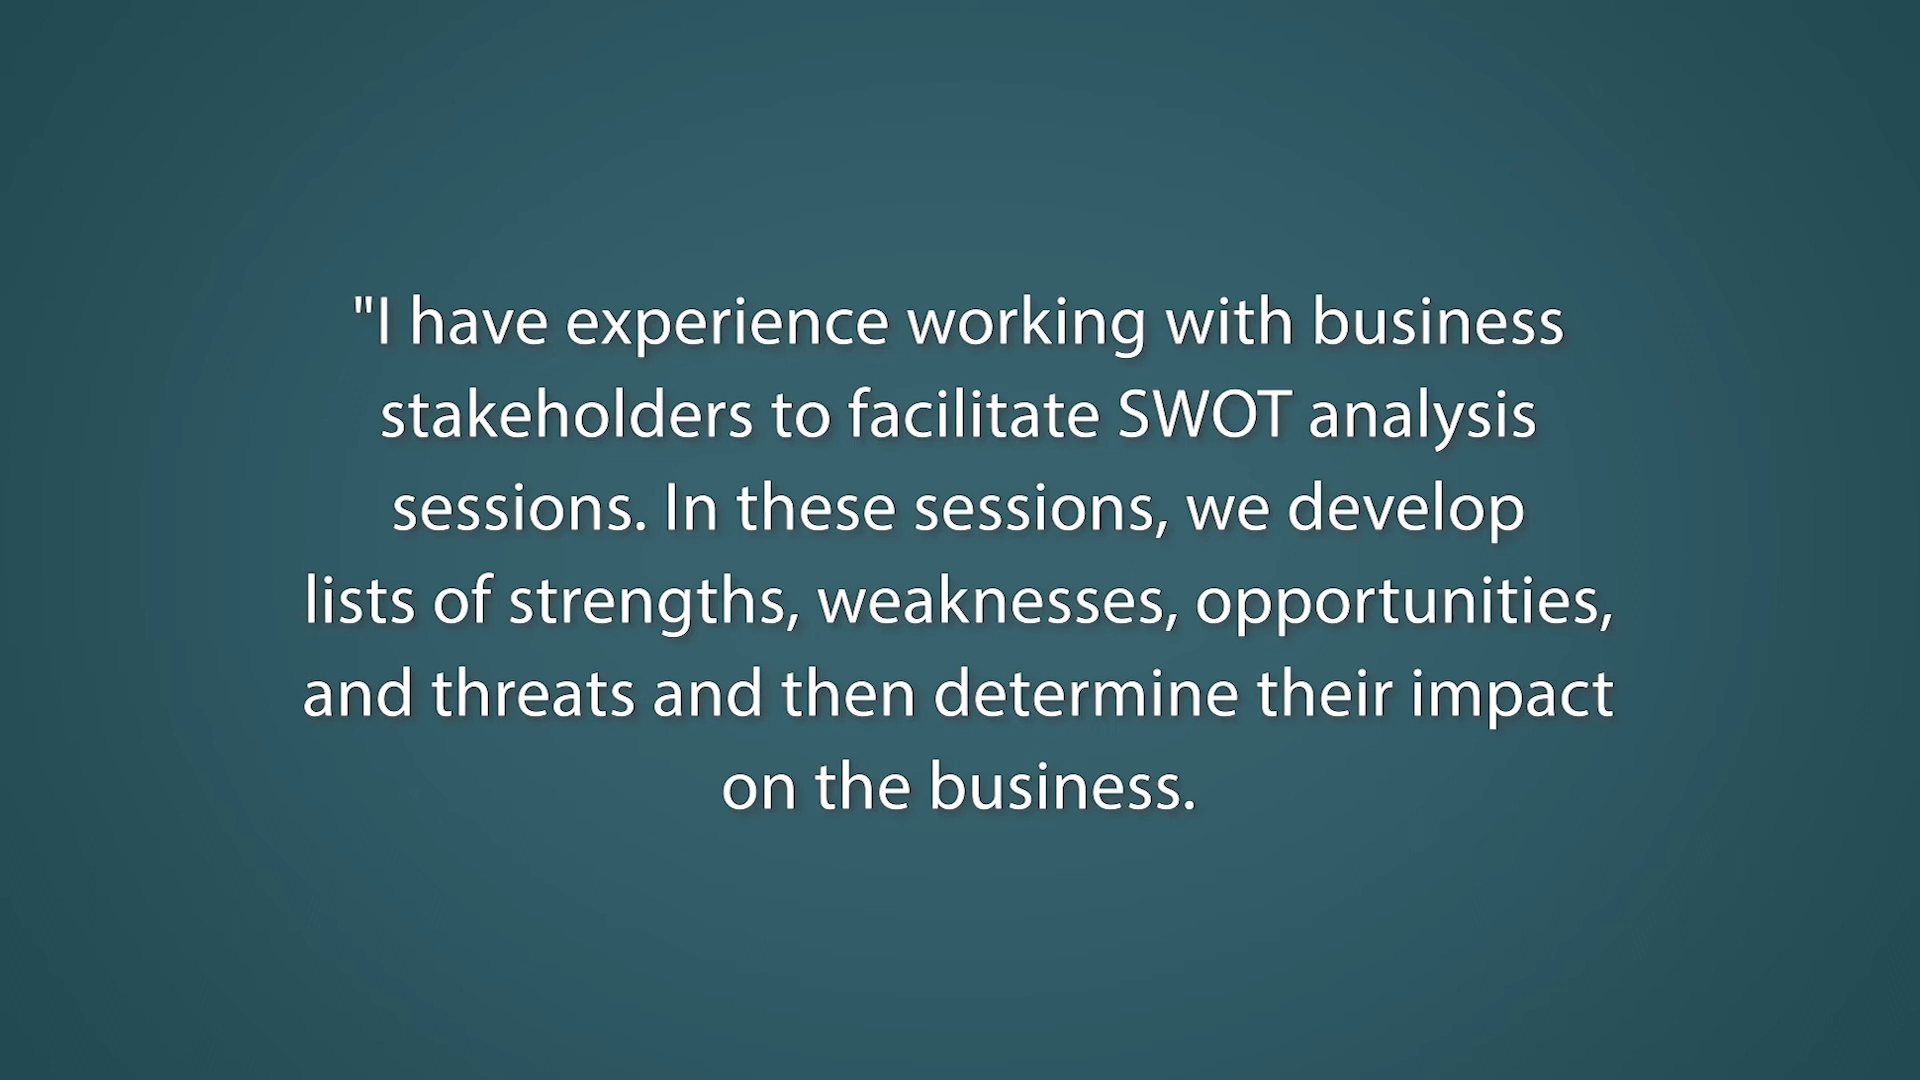 "I have experience working with business
stakeholders to facilitate SWOT analysis
sessions. In these sessions, we develop
lists of strengths, weaknesses, opportunities,
and threats and then determine their impact
on the business.